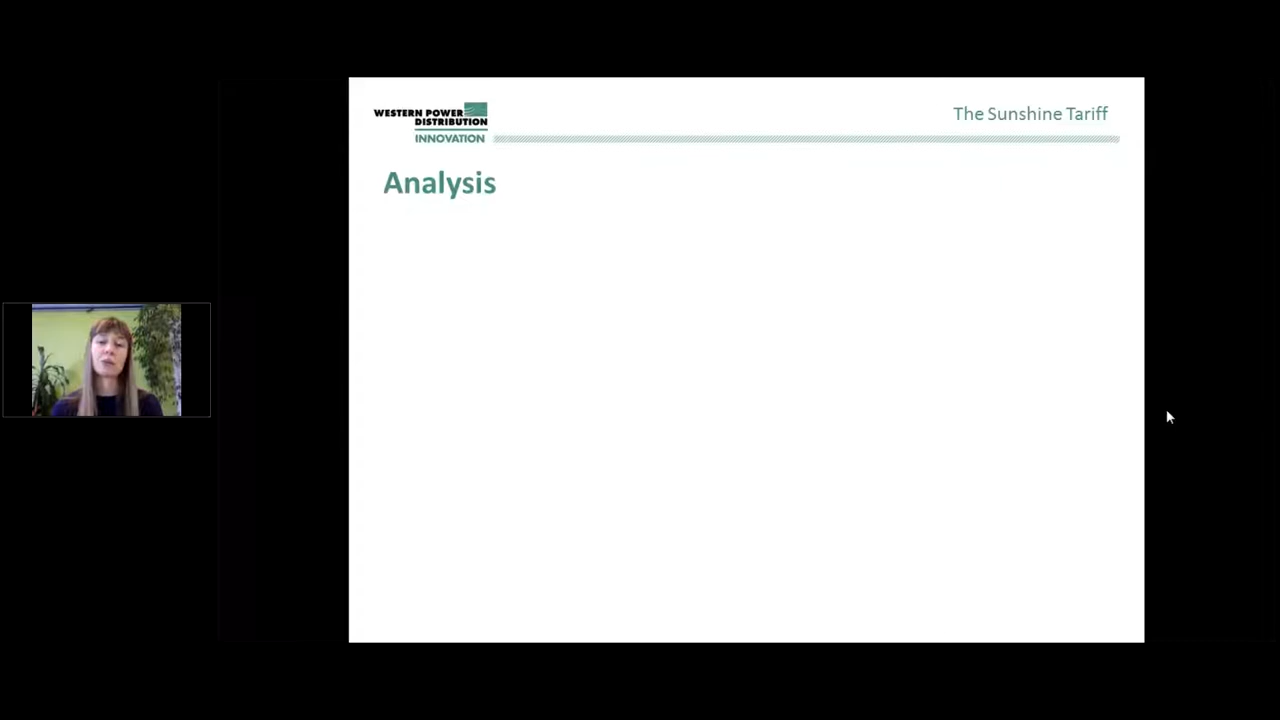 WESTERN POWER
DISTRIBUTION
INNOVATION
The Sunshine Tariff
Analysis